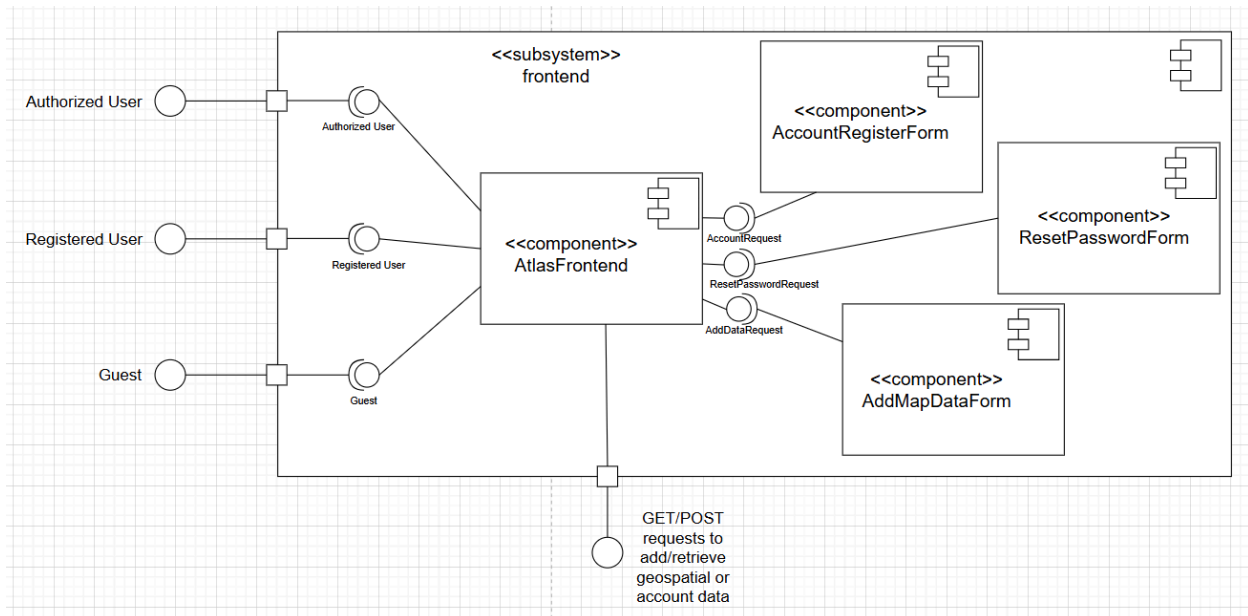 <<subsystem>>
frontend
Authorized User
Authorized User
<<component>>
AccountRegisterForm
Registered User
Registered User
<<component>>
AtlasFrontend
AccountRequest
ResetPasswordRequest
AddDataRequest
<<component>>
ResetPasswordForm
Guest
Guest
<<component>>
AddMapDataForm
GET/POST
requests to
add/retrieve
geospatial or
account data